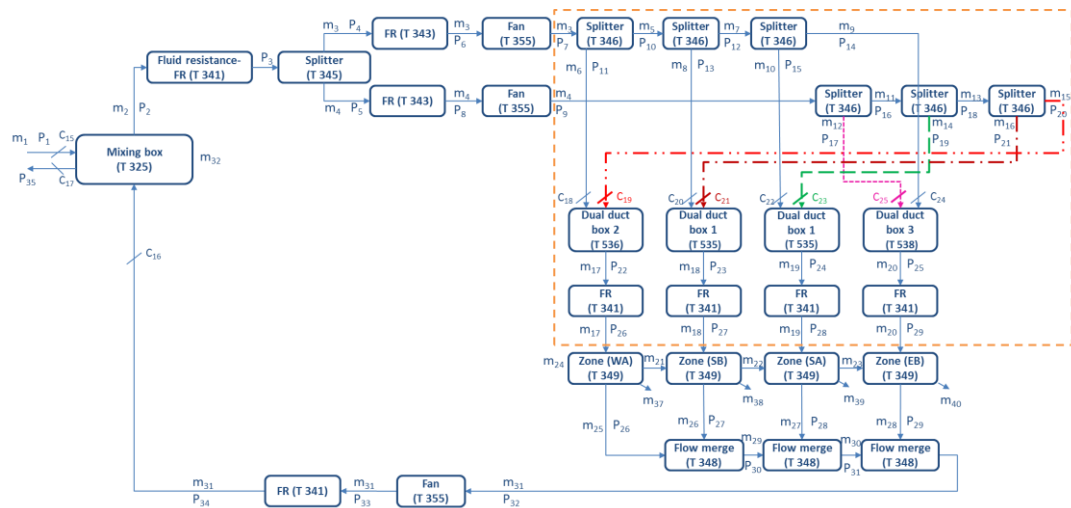 m3 P4
FR (T 343)
m3
P6
Fan
(T 355)
m3
P7
Splitter
(T 346)
m5
P10
Splitter
(T 346)
m7
P12
Splitter
(T 346)
m9
P14
Fluid resistance-
FR (T 341)
P3
Splitter
(T 345)
m6
P11
m8
P13
m10
P15
m2
P2
m4
P5
FR (T 343)
m4
P8
Fan
(T 355)
m4
P9
Splitter
(T 346)
m11
P16
Splitter
(T 346)
m13
P18
Splitter
(T 346)
m15
P20
m12
P17
m14
P19
m16
P21
m1
P1
C15
Mixing box
(T 325)
m32
P35
C17
C18
C19
C20
C21
C22
C23
C25
C24
Dual duct
box 2
(T 536)
Dual duct
box 1
(T 535)
Dual duct
box 1
(T 535)
Dual duct
box 3
(T 538)
C16
m17
P22
m18
P23
m19
P24
m20
P25
FR
(T 341)
FR
(T 341)
FR
(T 341)
FR
(T 341)
m17
P26
m18
P27
m19
P28
m20
P29
m24
Zone (WA)
(T 349)
m21
Zone (SB)
(T 349)
m22
Zone (SA)
(T 349)
m23
Zone (EB)
(T 349)
m37
m38
m39
m40
m25
P26
m26
P27
m27
P28
m28
P29
Flow merge
(T 348)
m29
P30
Flow merge
(T 348)
m30
P31
Flow merge
(T 348)
m31
P34
FR (T 341)
m31
P33
Fan
(T 355)
m31
P32